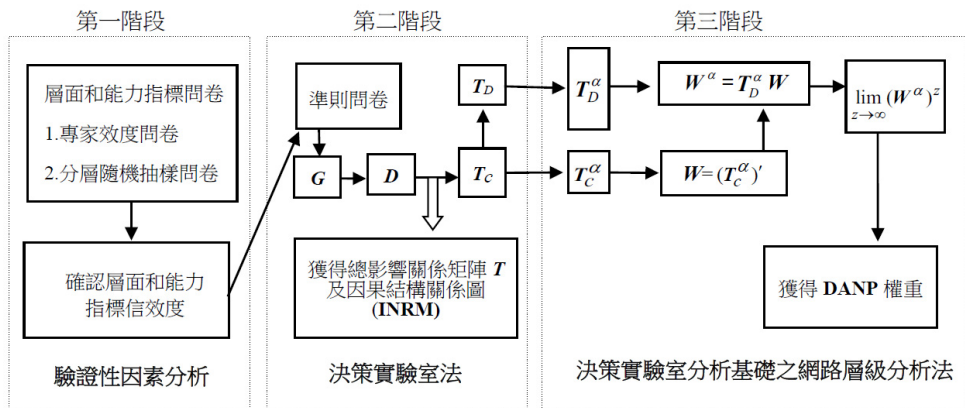 第一階段
第二階段
第三階段
層面和能力指標問卷
1.專家效度問卷
2.分層隨機抽樣問卷
確認層面和能力
指標信效度
驗證性因素分析
準則問卷
G
D
T_D
T_C
獲得總影響關係矩陣 T
及因果結構關係圖
(INRM)
決策實驗室法
T_D^α
W^α = T_D^α W
lim (W^α)^z
z→∞
T_C^α
W = (T_C^α)′
獲得 DANP 權重
決策實驗室分析基礎之網路層級分析法